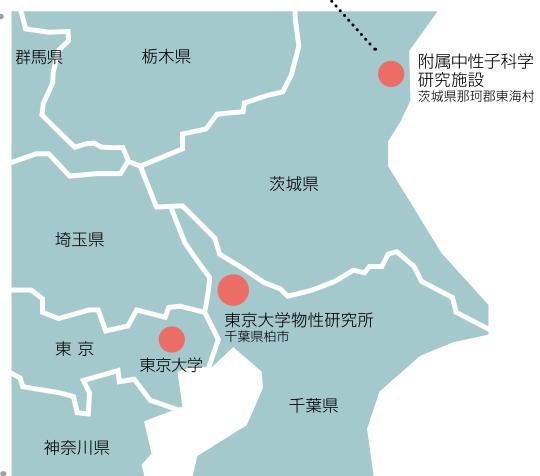 群馬県
栃木県
附属中性子科学
研究施設
茨城県那珂郡東海村
茨城県
埼玉県
東京大学物性研究所
千葉県柏市
東 京
東京大学
千葉県
神奈川県